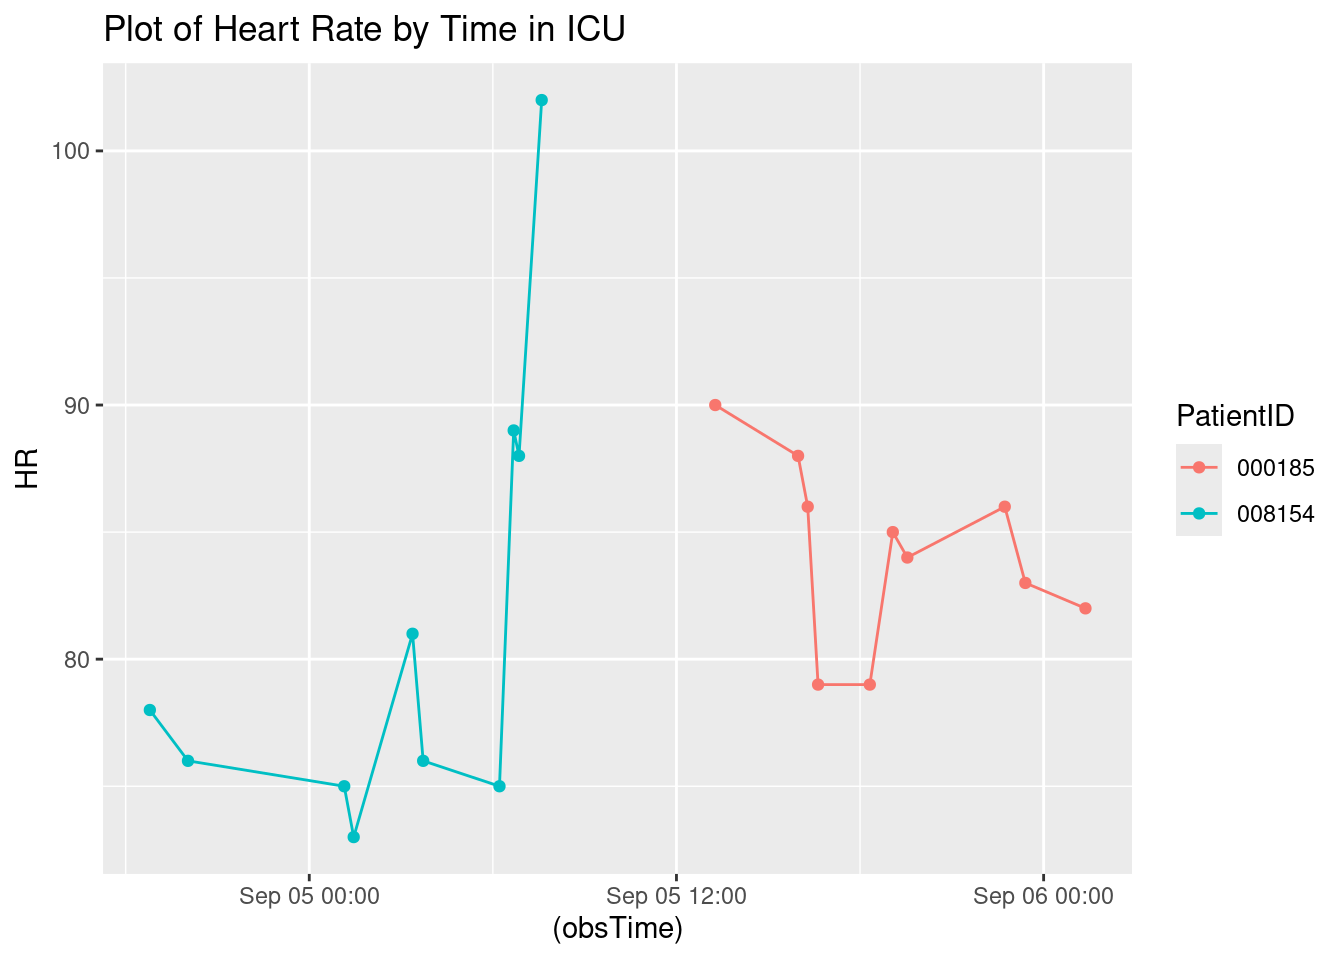 Plot of Heart Rate by Time in ICU
100
90
80
HR
Sep 05 00:00
Sep 05 12:00
Sep 06 00:00
(obsTime)
PatientID
000185
008154